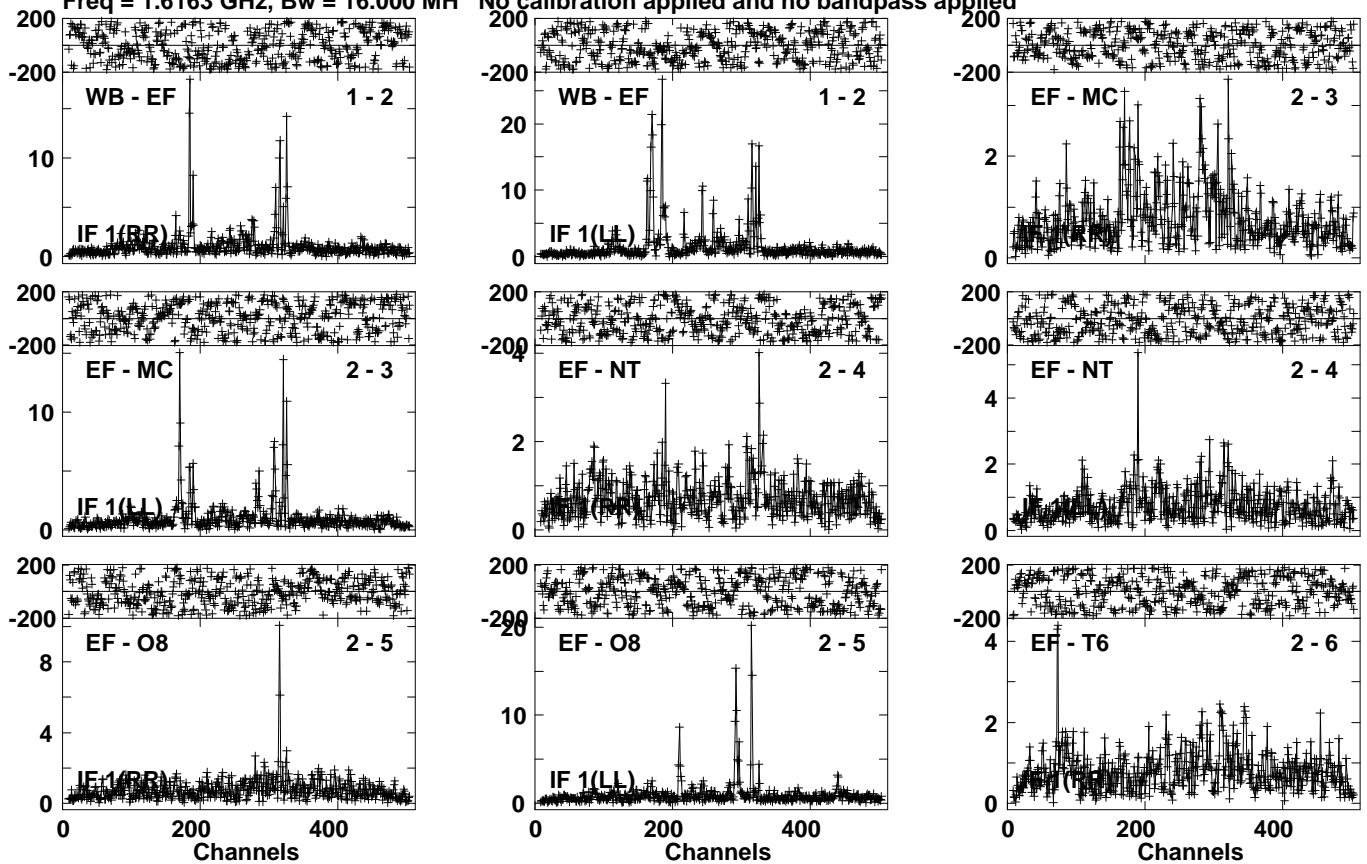 Freq = 1.6163 GHz, Bw = 16.000 MH No calibration applied and no bandpass applied
200 200 200
-200 -200 -200
WB - EF 1 - 2 WB - EF 1 - 2 EF - MC 2 - 3
20
10 10 2
IF 1(RR) IF 1(LL)
0 0 0
200 200 200
-200 -200 -200
4
EF - MC 2 - 3 EF - NT 2 - 4 EF - NT 2 - 4
10 2 4
2
IF 1(LL) IF 1(RR)
0 0 0
200 200 200
-200 -200 -200
20
EF - O8 2 - 5 EF - O8 2 - 5 EF - T6 2 - 6
8 4
4 10 2
IF 1(RR) IF 1(LL)
0 0 0
0 200 400 0 200 400 0 200 400
Channels Channels Channels